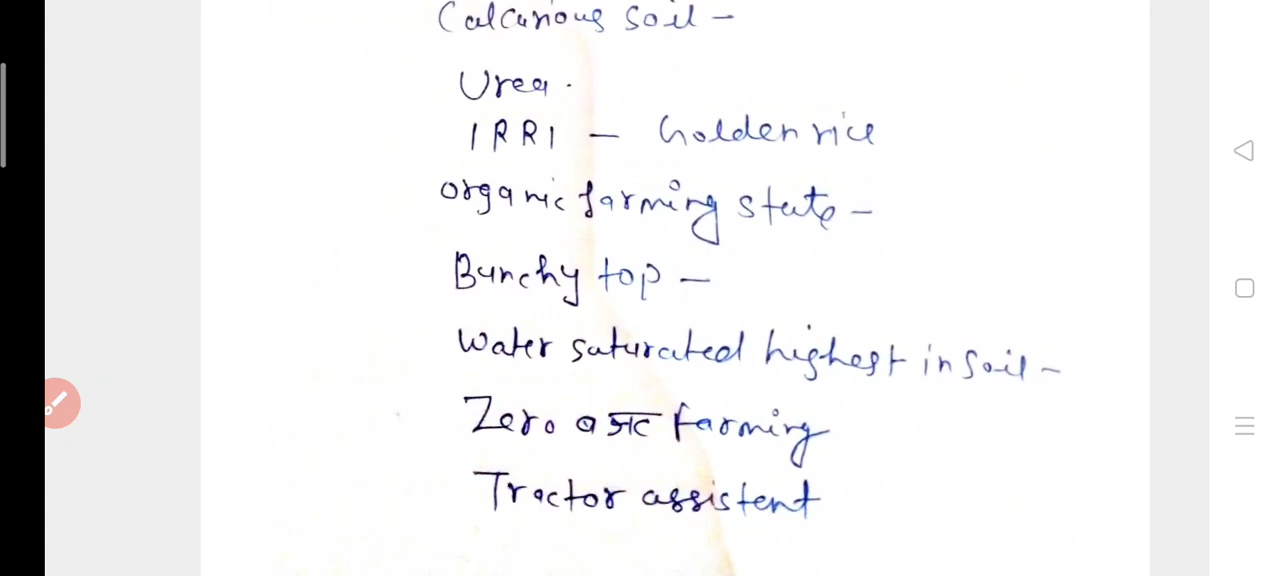 Calcarious soil -
Urea.
IRRI - Golden rice
organic farming state -
Bunchy top -
Water saturated highest in soil -
Zero बजट farming
Tractor assistent